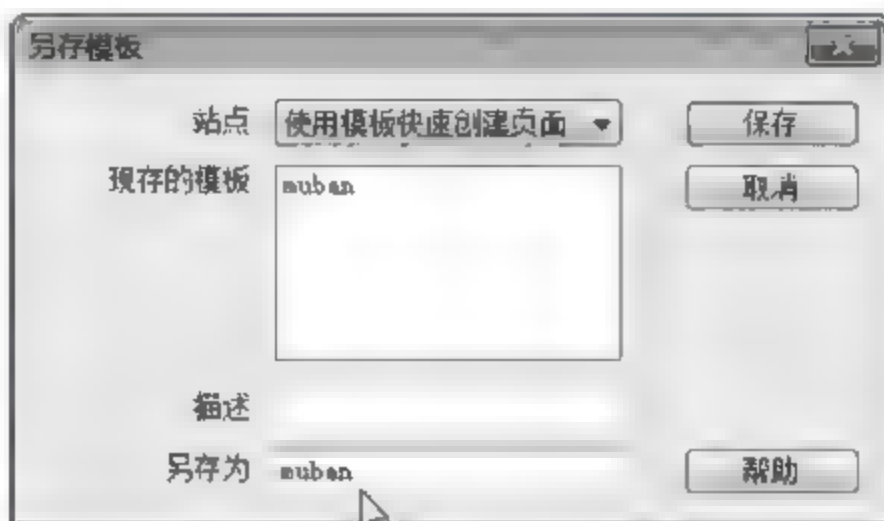 另存模板
站点 使用模板快速创建页面 保存
现存的模板 muban 取消
描述
另存为 muban 帮助